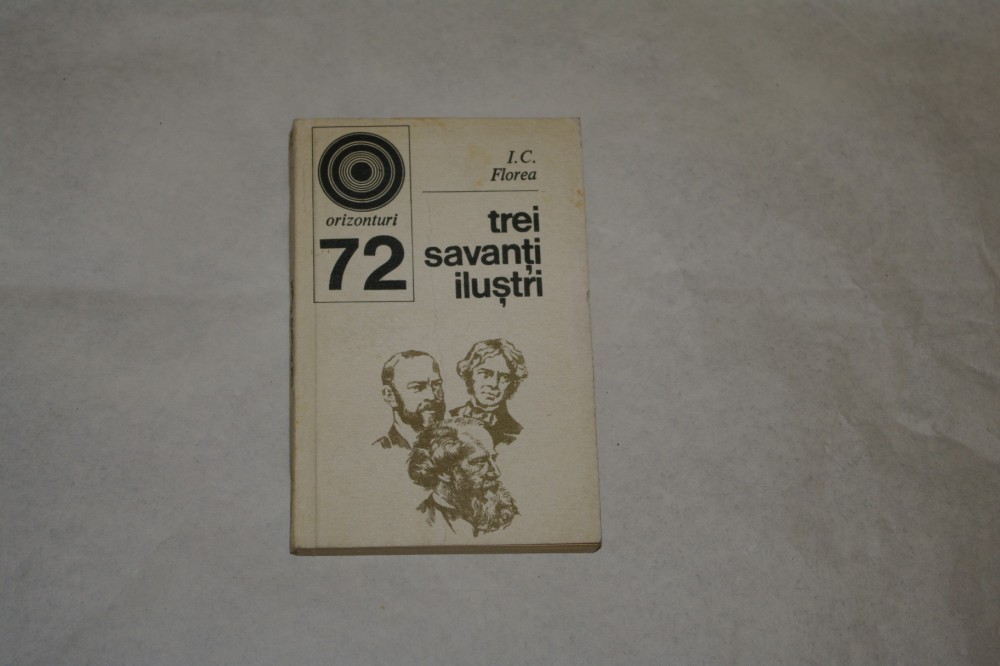 orizonturi
72
I.C.
Florea
trei
savanți
iluștri